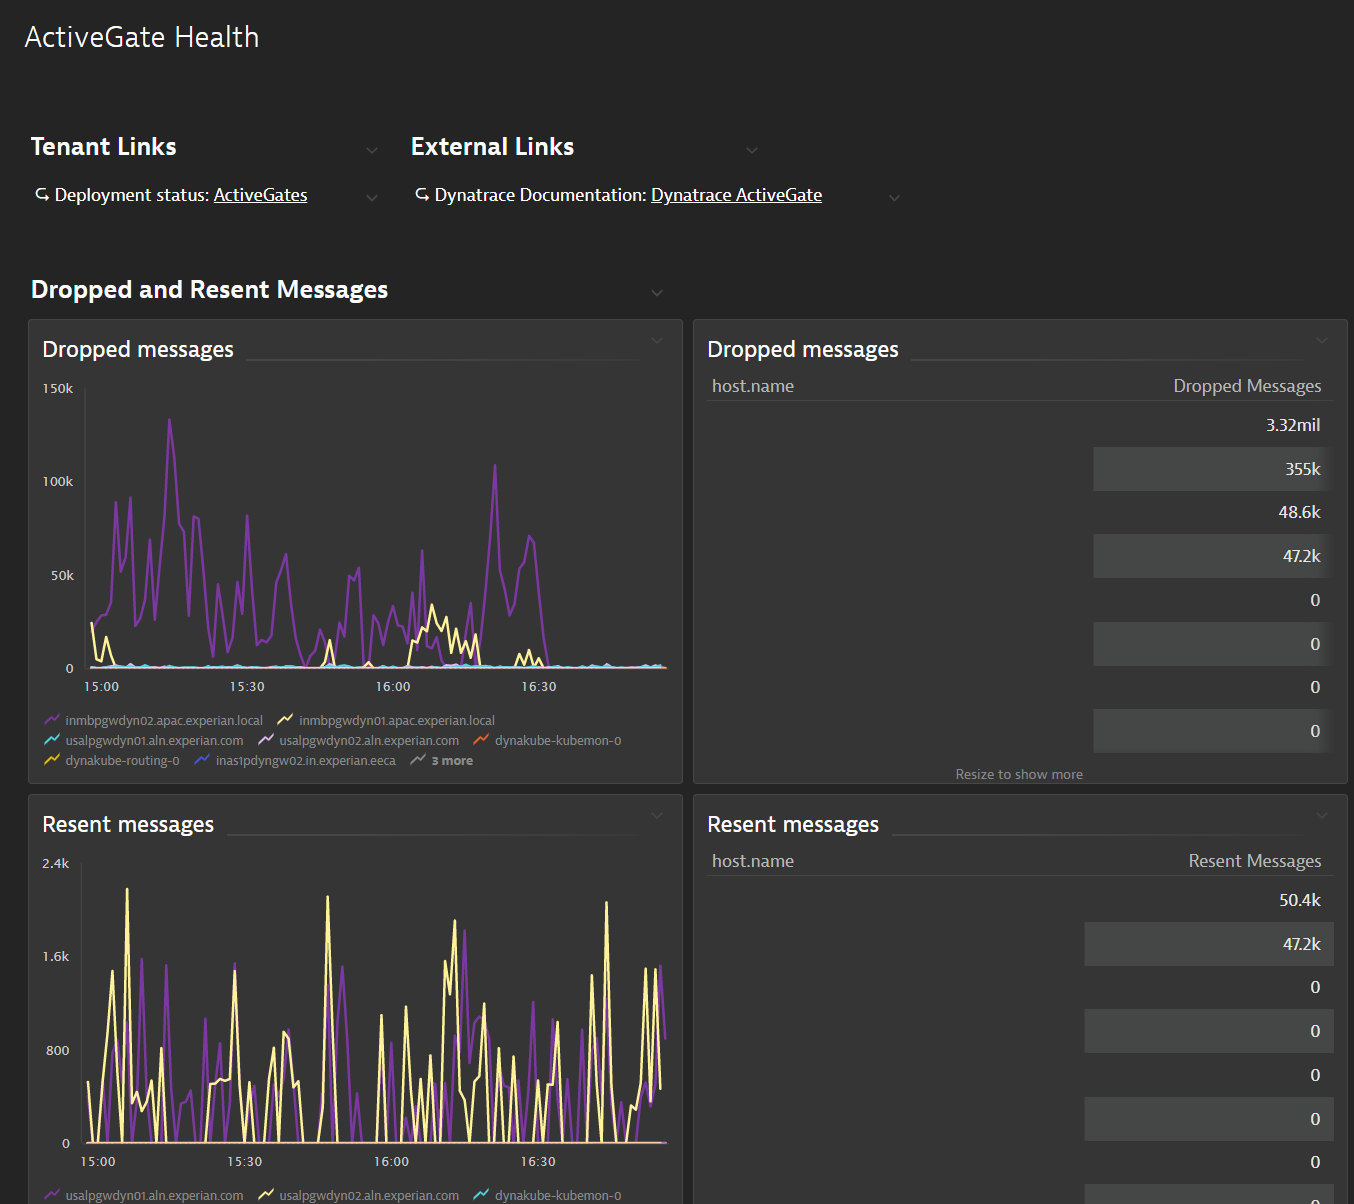 ActiveGate Health
Tenant Links
External Links
Deployment status: ActiveGates
Dynatrace Documentation: Dynatrace ActiveGate
Dropped and Resent Messages
Dropped messages
150k
100k
50k
0
15:00 15:30 16:00 16:30
inmbpgwdyn02.apac.experian.local inmbpgwdyn01.apac.experian.local
usalpgwdyn01.aln.experian.com usalpgwdyn02.aln.experian.com dynakube-kubemon-0
dynakube-routing-0 inas1pdyngw02.in.experian.eeca 3 more
Dropped messages
host.name Dropped Messages
3.32mil
355k
48.6k
47.2k
0
0
0
0
Resize to show more
Resent messages
2.4k
1.6k
800
0
15:00 15:30 16:00 16:30
usalpgwdyn01.aln.experian.com usalpgwdyn02.aln.experian.com dynakube-kubemon-0
Resent messages
host.name Resent Messages
50.4k
47.2k
0
0
0
0
0
0